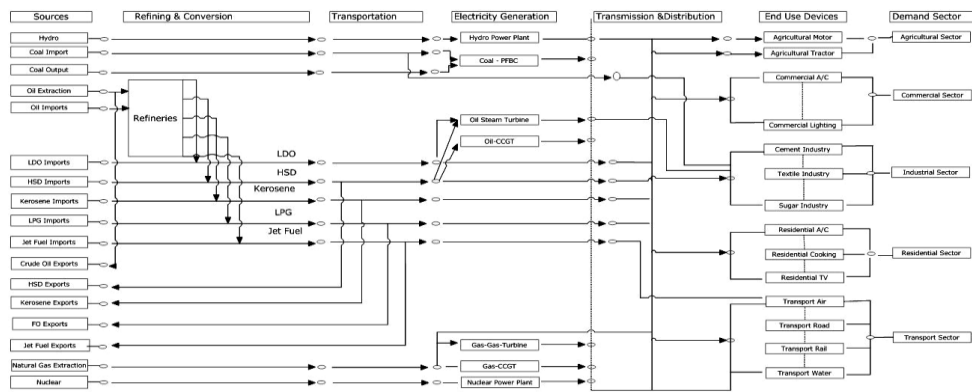 Sources Refining & Conversion Transportation Electricity Generation Transmission &Distribution End Use Devices Demand Sector
Hydro Hydro Power Plant Agricultural Motor Agricultural Sector
Coal Import Agricultural Tractor
Coal - PFBC
Coal Output Commercial A/C
Oil Extraction Commercial Sector
Oil Imports
Refineries Oil Steam Turbine Commercial Lighting
Oil-CCGT Cement Industry
LDO Imports LDO
HSD Imports HSD Textile Industry Industrial Sector
Kerosene
Kerosene Imports Sugar Industry
LPG Imports LPG
Jet Fuel Residential A/C
Jet Fuel Imports
Residential Cooking Residential Sector
Crude Oil Exports
Residential TV
HSD Exports
Kerosene Exports Transport Air
FO Exports Transport Road
Jet Fuel Exports Gas-Gas-Turbine Transport Sector
Transport Rail
Natural Gas Extraction Gas-CCGT
Transport Water
Nuclear Nuclear Power Plant